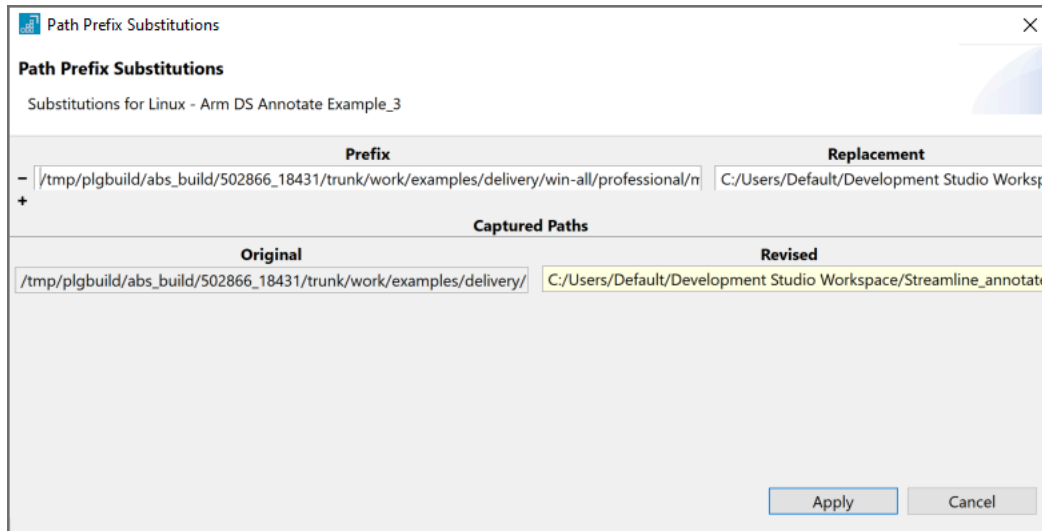 Path Prefix Substitutions
Path Prefix Substitutions
Substitutions for Linux - Arm DS Annotate Example_3
Prefix Replacement
- /tmp/plgbuild/abs_build/502866_18431/trunk/work/examples/delivery/win-all/professional/m C:/Users/Default/Development Studio Worksp
+
Captured Paths
Original Revised
/tmp/plgbuild/abs_build/502866_18431/trunk/work/examples/delivery/ C:/Users/Default/Development Studio Workspace/Streamline_annotate
Apply Cancel